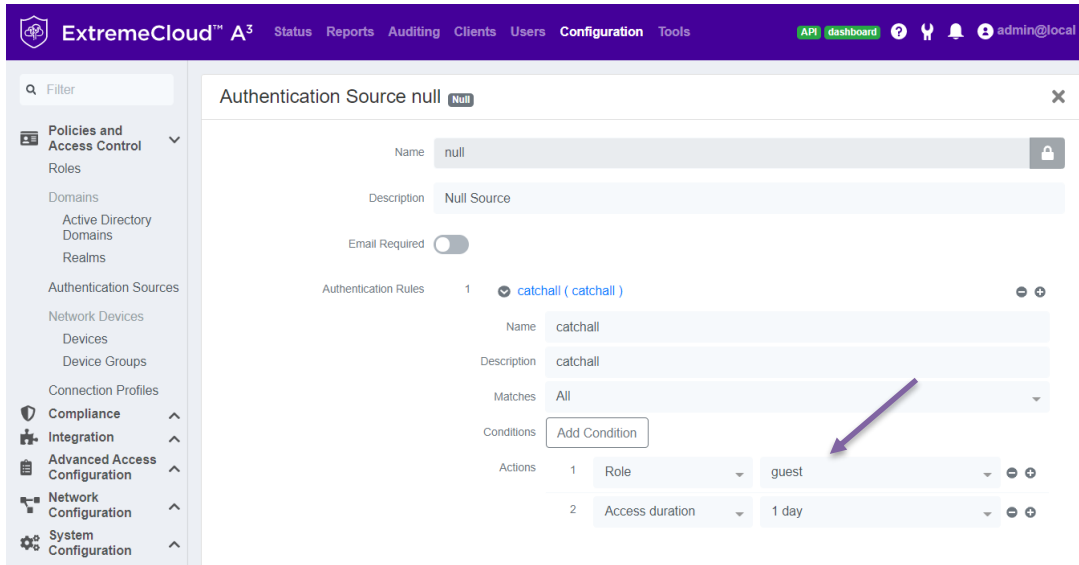 ExtremeCloud™ A³ Status Reports Auditing Clients Users Configuration Tools API dashboard ? admin@local
Filter
Authentication Source null Null
Policies and
Access Control
Roles
Domains
Active Directory
Domains
Realms
Authentication Sources
Network Devices
Devices
Device Groups
Connection Profiles
Compliance
Integration
Advanced Access
Configuration
Network
Configuration
System
Configuration
Name null
Description Null Source
Email Required
Authentication Rules 1 catchall ( catchall )
Name catchall
Description catchall
Matches All
Conditions Add Condition
Actions 1 Role guest
2 Access duration 1 day